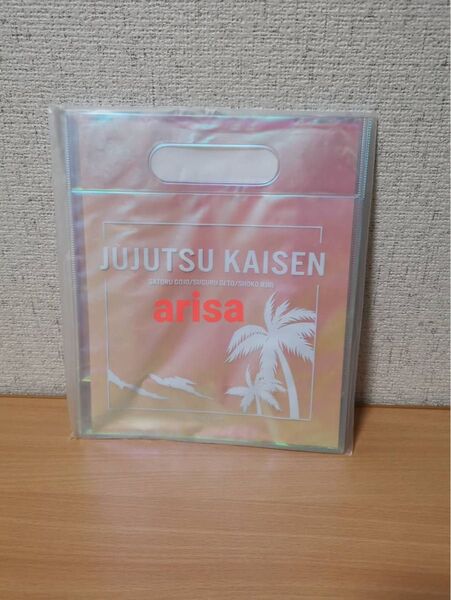 JUJUTSU KAISEN
SATORU GOJO/SUGURU GETO/SHOKO IEIRI
arisa